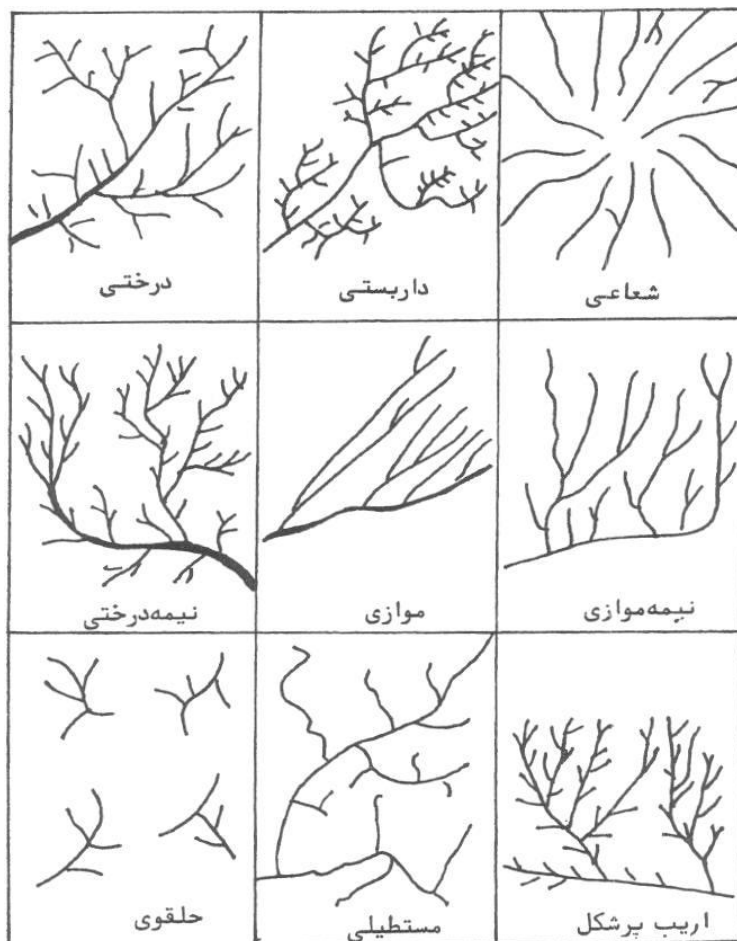 شعاعی
داربستی
درختی
نیمه‌موازی
موازی
نیمه‌درختی
اریب پرشکل
مستطیلی
حلقوی